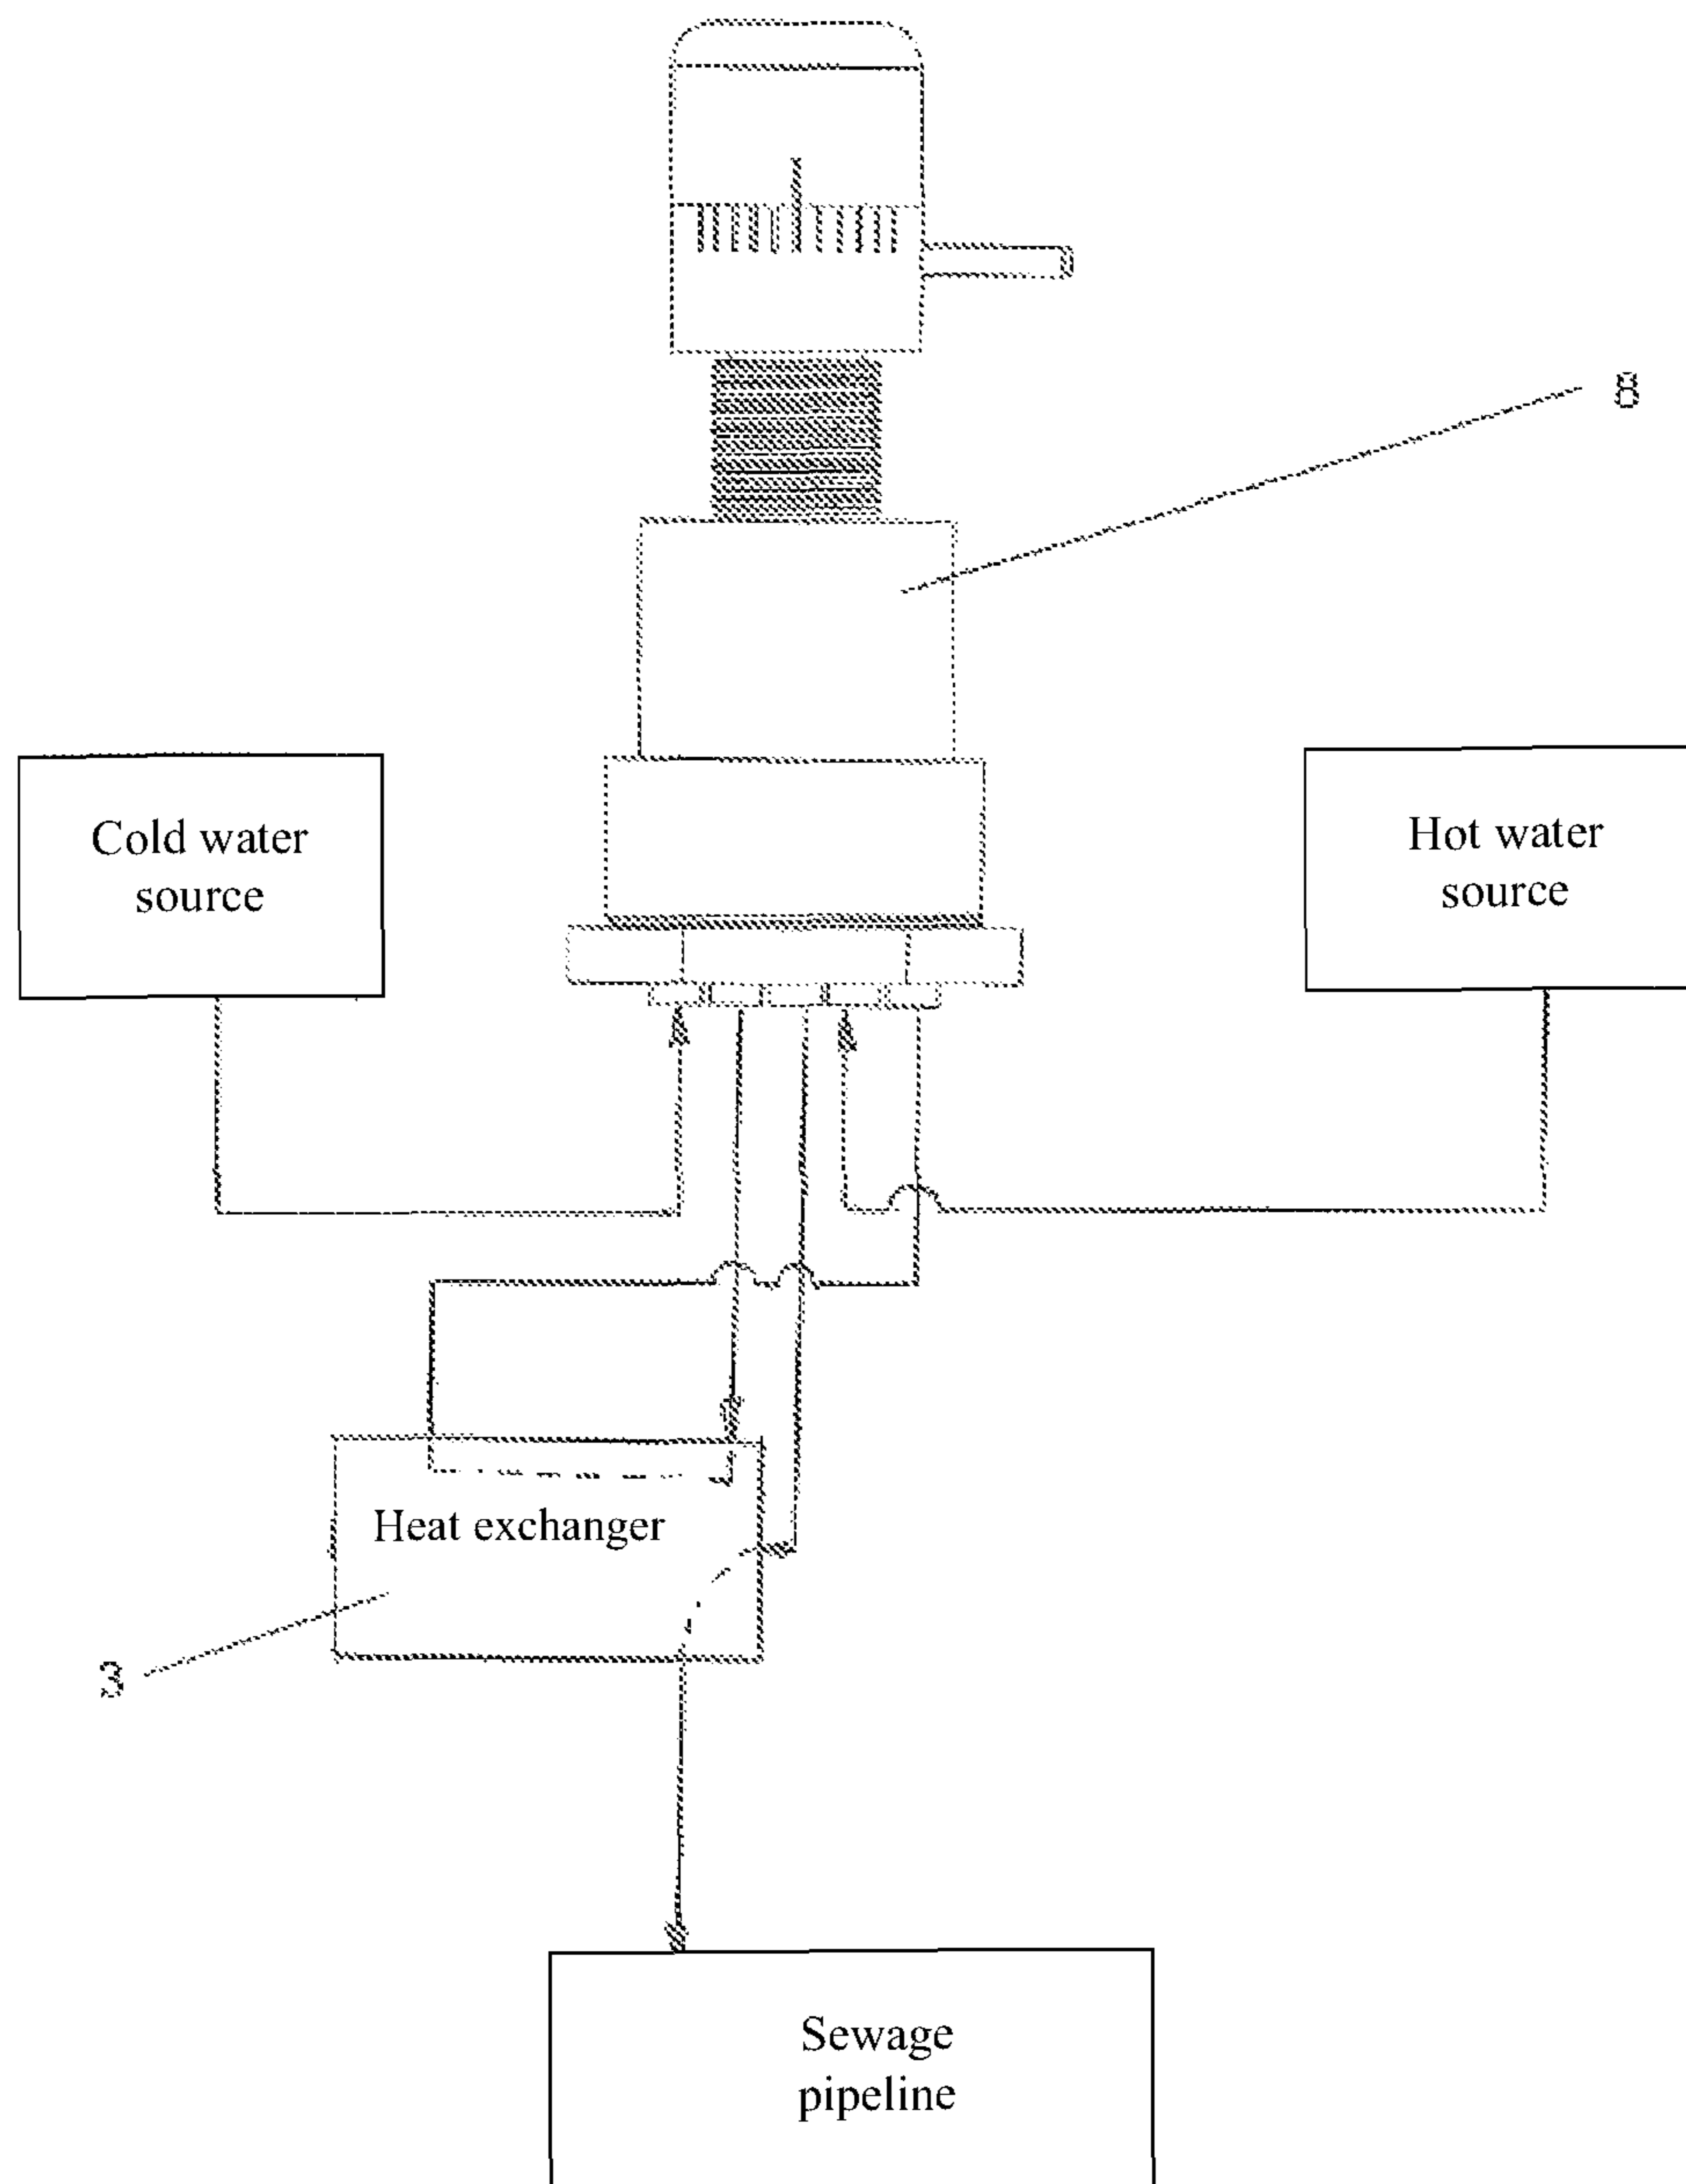 8
Cold water
source
Hot water
source
Heat exchanger
3
Sewage
pipeline